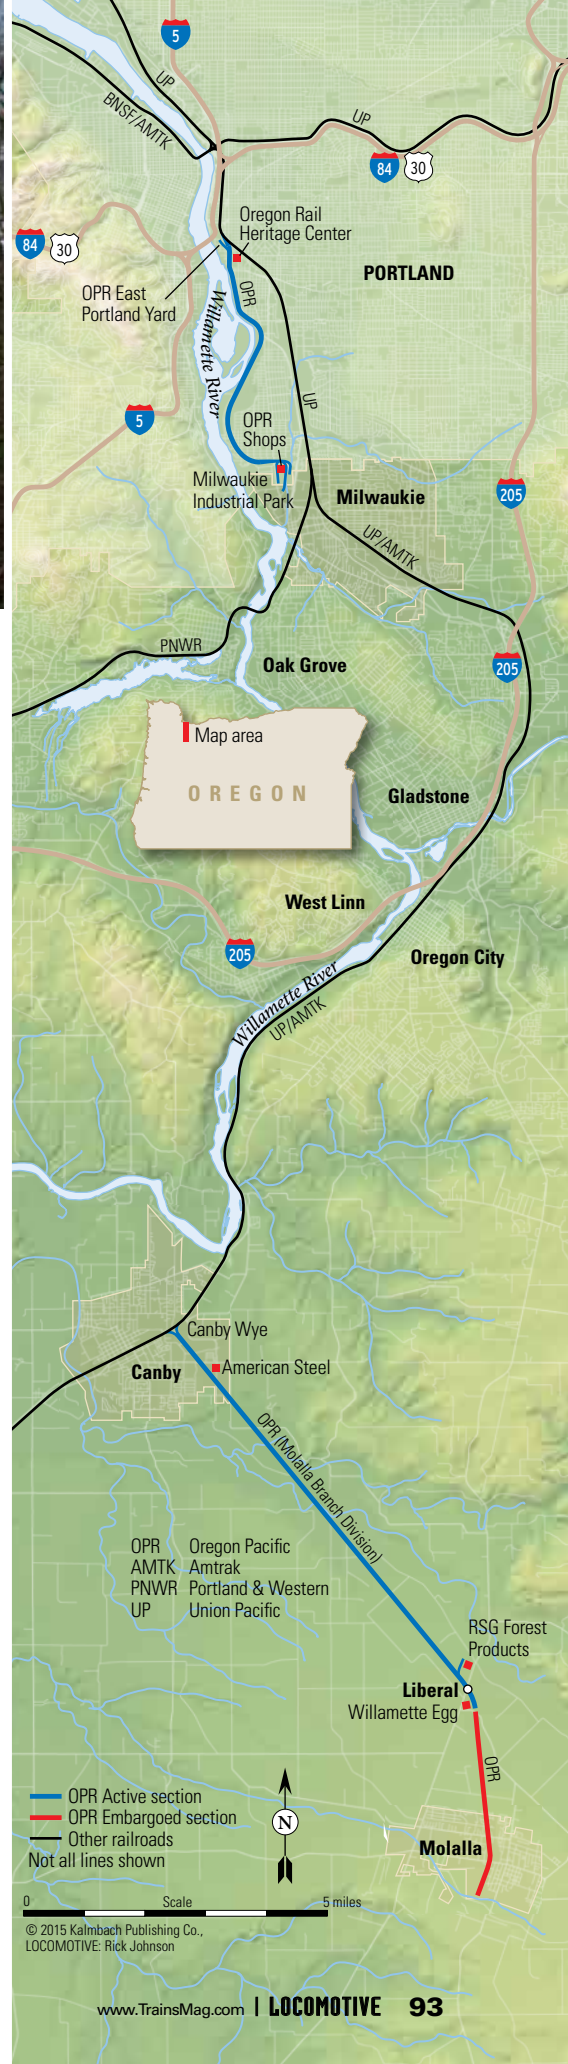 5
UP
BNSF/AMTK
UP
84
30
84
30
Oregon Rail
Heritage Center
PORTLAND
OPR East
Portland Yard
OPR
Willamette River
UP
5
OPR
Shops
Milwaukie
Industrial Park
Milwaukie
205
UP/AMTK
PNWR
Oak Grove
205
Map area
OREGON
Gladstone
West Linn
205
Oregon City
Willamette River
UP/AMTK
Canby Wye
Canby
American Steel
OPR (Molalla Branch Division)
OPR Oregon Pacific
AMTK Amtrak
PNWR Portland & Western
UP Union Pacific
RSG Forest
Products
Liberal
Willamette Egg
OPR
OPR Active section
OPR Embargoed section
Other railroads
Not all lines shown
N
Molalla
0 Scale 5 miles
© 2015 Kalmbach Publishing Co.,
LOCOMOTIVE: Rick Johnson
www.TrainsMag.com | LOCOMOTIVE 93